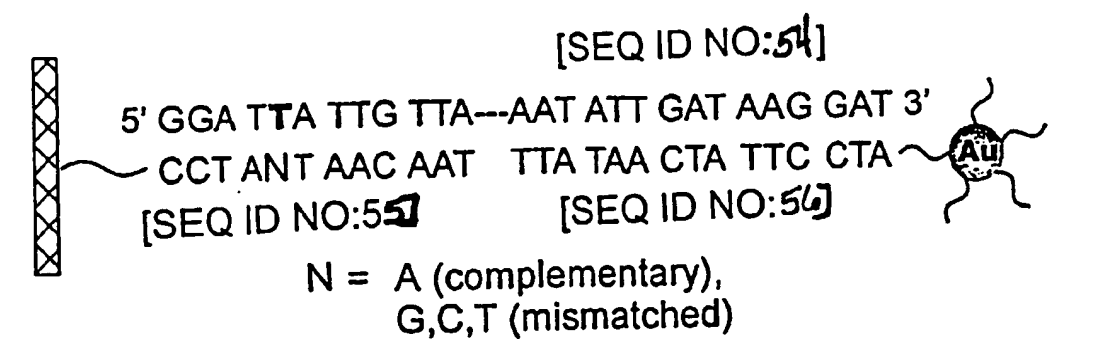 [SEQ ID NO:54]
5' GGA TTA TTG TTA---AAT ATT GAT AAG GAT 3'
CCT ANT AAC AAT TTA TAA CTA TTC CTA Au
[SEQ ID NO:55] [SEQ ID NO:56]
N = A (complementary),
G,C,T (mismatched)